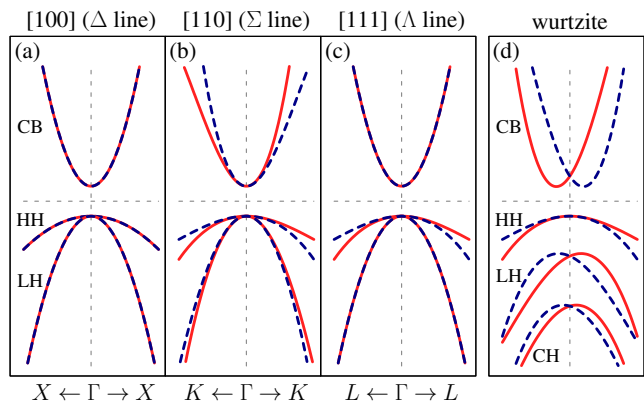 [100] (Δ line) [110] (Σ line) [111] (Λ line) wurtzite
(a) (b) (c) (d)
CB CB
HH HH
LH LH
CH
X ← Γ → X K ← Γ → K L ← Γ → L